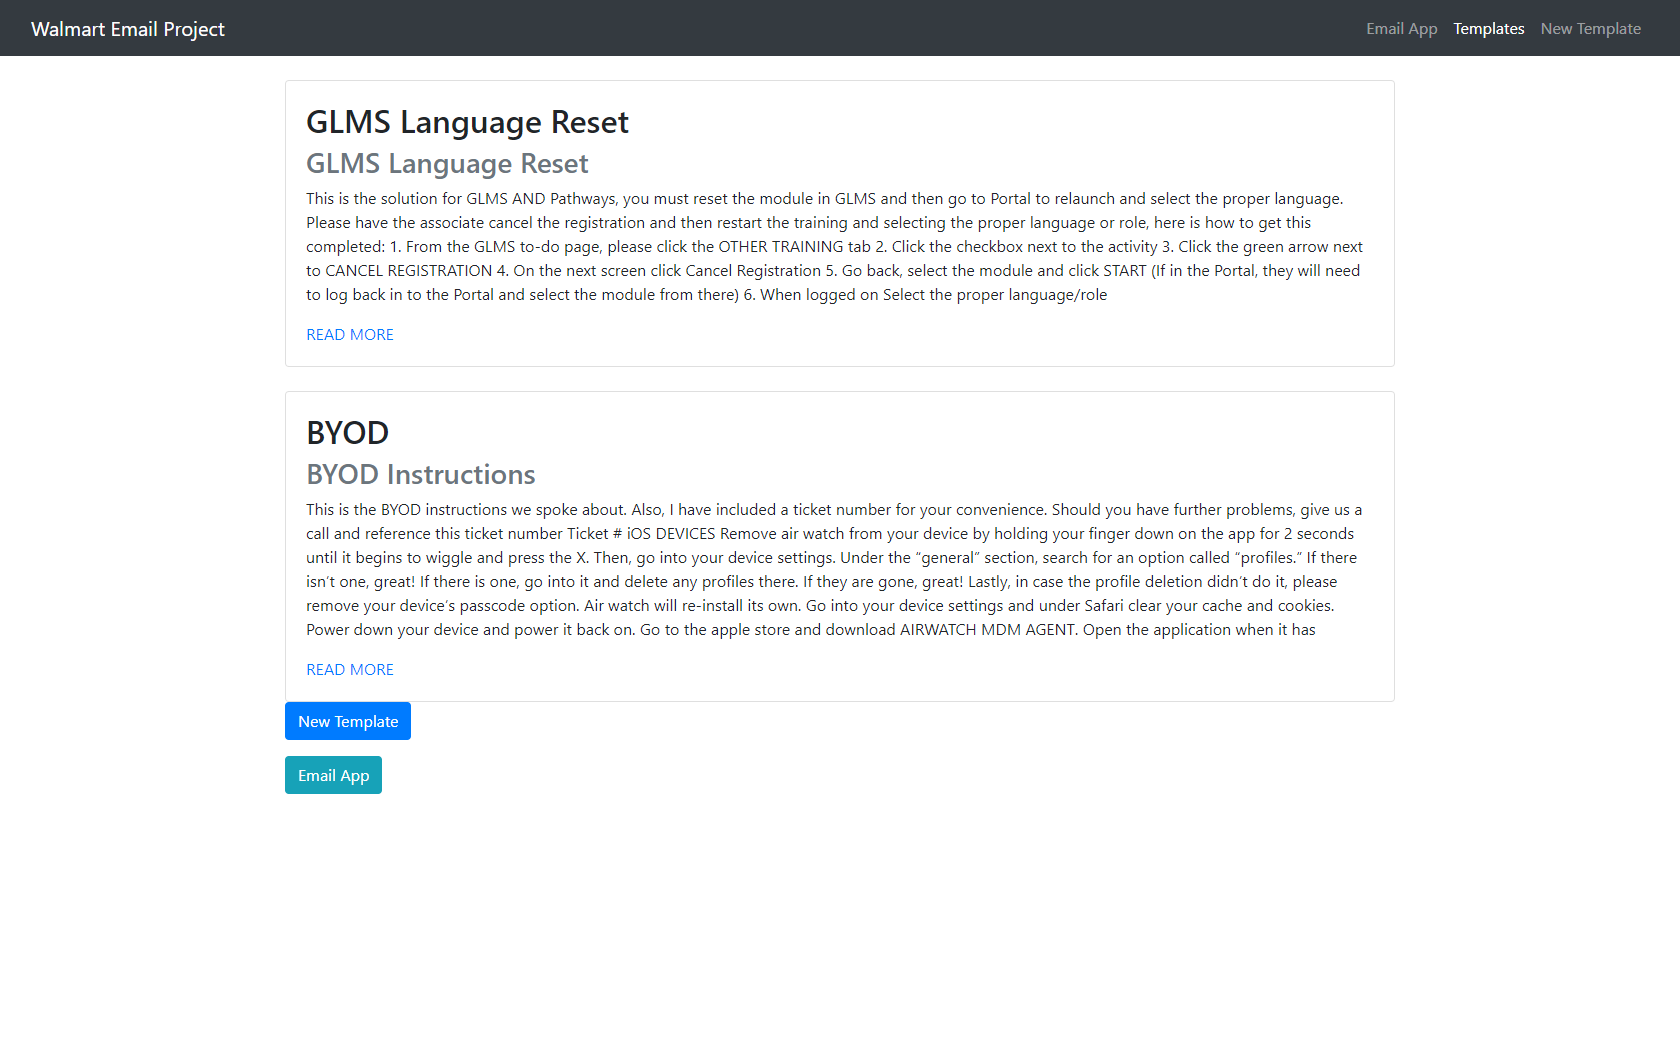 Walmart Email Project
Email App Templates New Template
GLMS Language Reset
GLMS Language Reset
This is the solution for GLMS AND Pathways, you must reset the module in GLMS and then go to Portal to relaunch and select the proper language.
Please have the associate cancel the registration and then restart the training and selecting the proper language or role, here is how to get this
completed: 1. From the GLMS to-do page, please click the OTHER TRAINING tab 2. Click the checkbox next to the activity 3. Click the green arrow next
to CANCEL REGISTRATION 4. On the next screen click Cancel Registration 5. Go back, select the module and click START (If in the Portal, they will need
to log back in to the Portal and select the module from there) 6. When logged on Select the proper language/role
READ MORE
BYOD
BYOD Instructions
This is the BYOD instructions we spoke about. Also, I have included a ticket number for your convenience. Should you have further problems, give us a
call and reference this ticket number Ticket # iOS DEVICES Remove air watch from your device by holding your finger down on the app for 2 seconds
until it begins to wiggle and press the X. Then, go into your device settings. Under the “general” section, search for an option called “profiles.” If there
isn’t one, great! If there is one, go into it and delete any profiles there. If they are gone, great! Lastly, in case the profile deletion didn’t do it, please
remove your device’s passcode option. Air watch will re-install its own. Go into your device settings and under Safari clear your cache and cookies.
Power down your device and power it back on. Go to the apple store and download AIRWATCH MDM AGENT. Open the application when it has
READ MORE
New Template
Email App